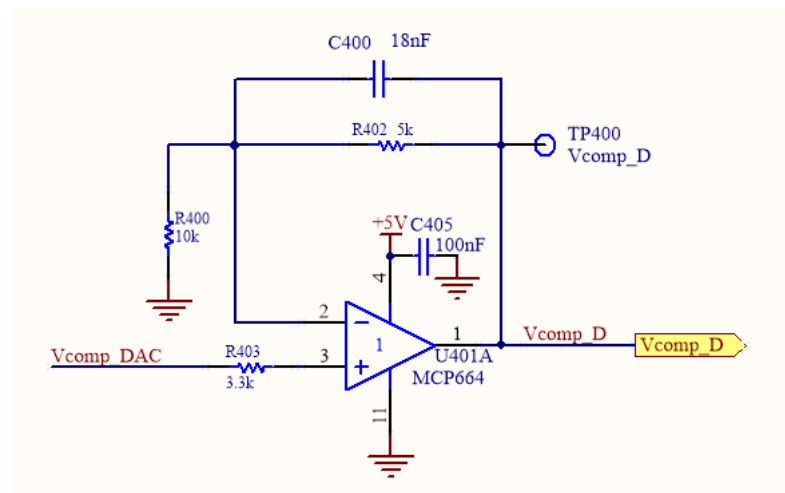 C400 18nF
R402 5k
TP400
Vcomp_D
R400
10k
+5V C405
100nF
4
2
1
3
1
Vcomp_D
Vcomp_D
U401A
MCP664
Vcomp_DAC
R403
3.3k
11